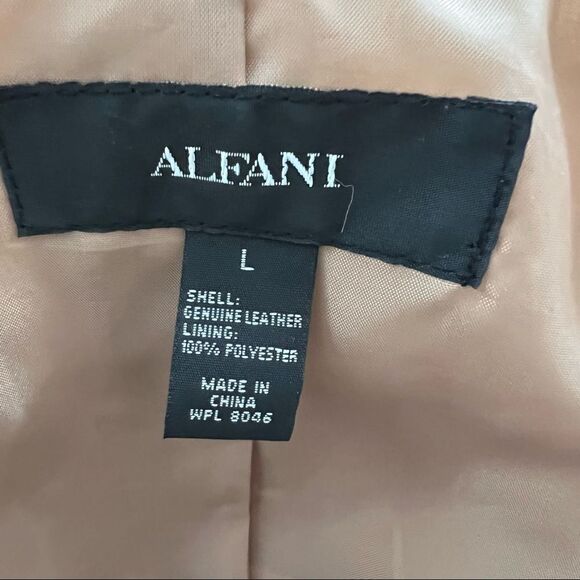 ALFANI
L
SHELL:
GENUINE LEATHER
LINING:
100% POLYESTER
MADE IN
CHINA
WPL 8046